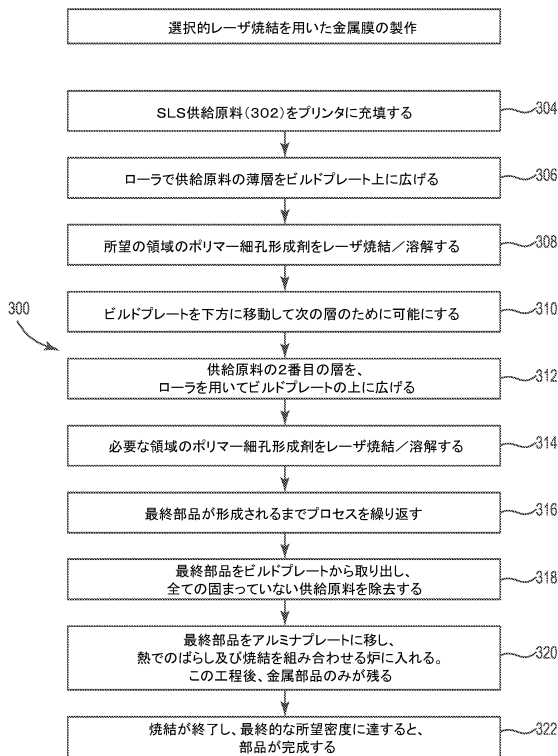 選択的レーザ焼結を用いた金属膜の製作
SLS供給原料(302)をプリンタに充填する
304
ローラで供給原料の薄層をビルドプレート上に広げる
306
所望の領域のポリマー細孔形成剤をレーザ焼結/溶解する
308
ビルドプレートを下方に移動して次の層のために可能にする
310
300
供給原料の2番目の層を、
ローラを用いてビルドプレートの上に広げる
312
必要な領域のポリマー細孔形成剤をレーザ焼結/溶解する
314
最終部品が形成されるまでプロセスを繰り返す
316
最終部品をビルドプレートから取り出し、
全ての固まっていない供給原料を除去する
318
最終部品をアルミナプレートに移し、
熱でのばらし及び焼結を組み合わせる炉に入れる。
この工程後、金属部品のみが残る
320
焼結が終了し、最終的な所望密度に達すると、
部品が完成する
322